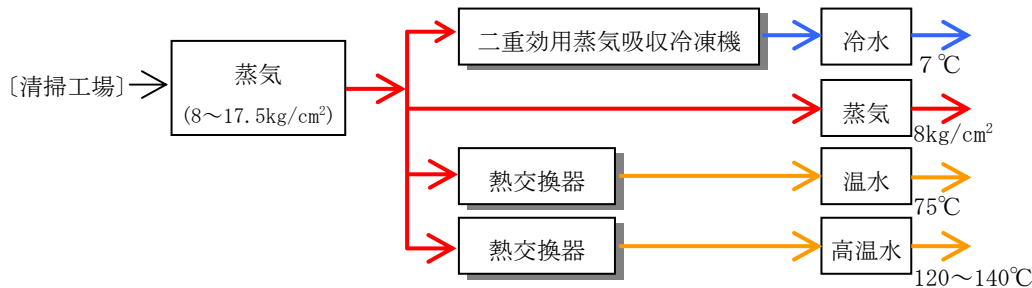 〔清掃工場〕
蒸気
(8～17.5kg/cm²)
二重効用蒸気吸収冷凍機
冷水
7℃
蒸気
8kg/cm²
熱交換器
温水
75℃
熱交換器
高温水
120～140℃